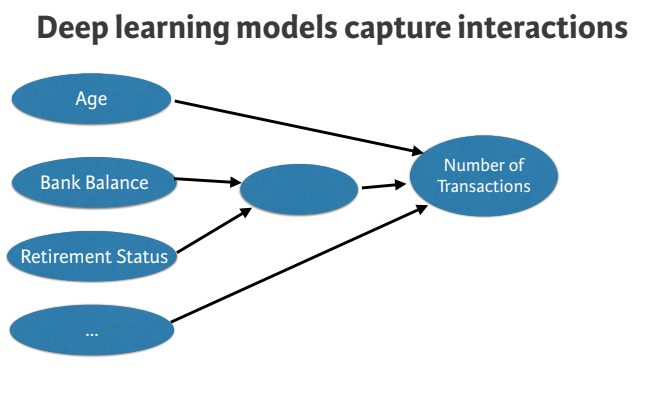 Deep learning models capture interactions
Age
Bank Balance
Retirement Status
...
Number of
Transactions